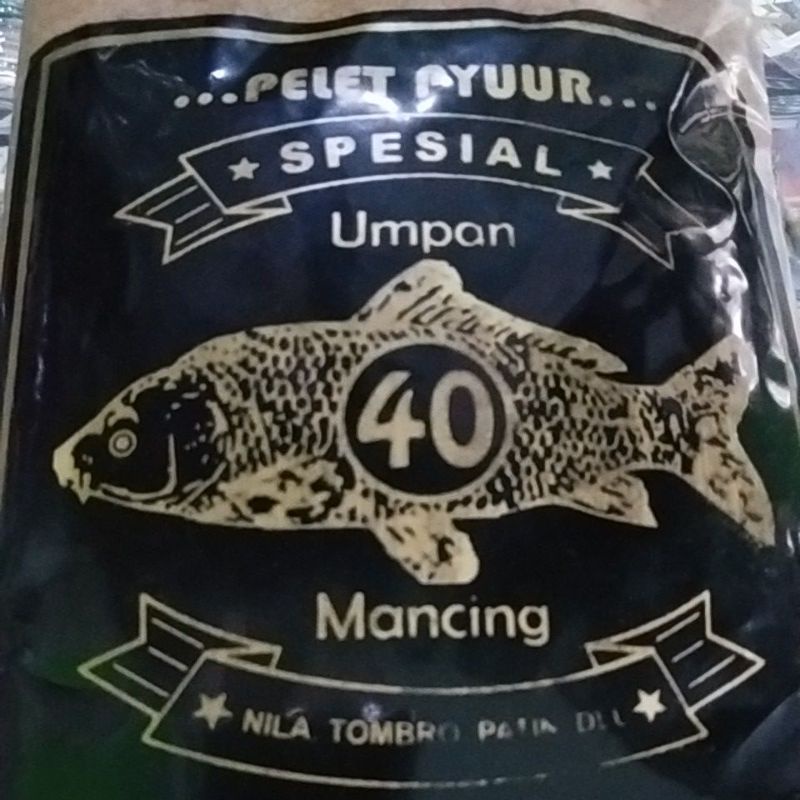 ...PELET PYUUR...
SPESIAL
Umpan
40
Mancing
NILA TOMBRO PATIN DLL